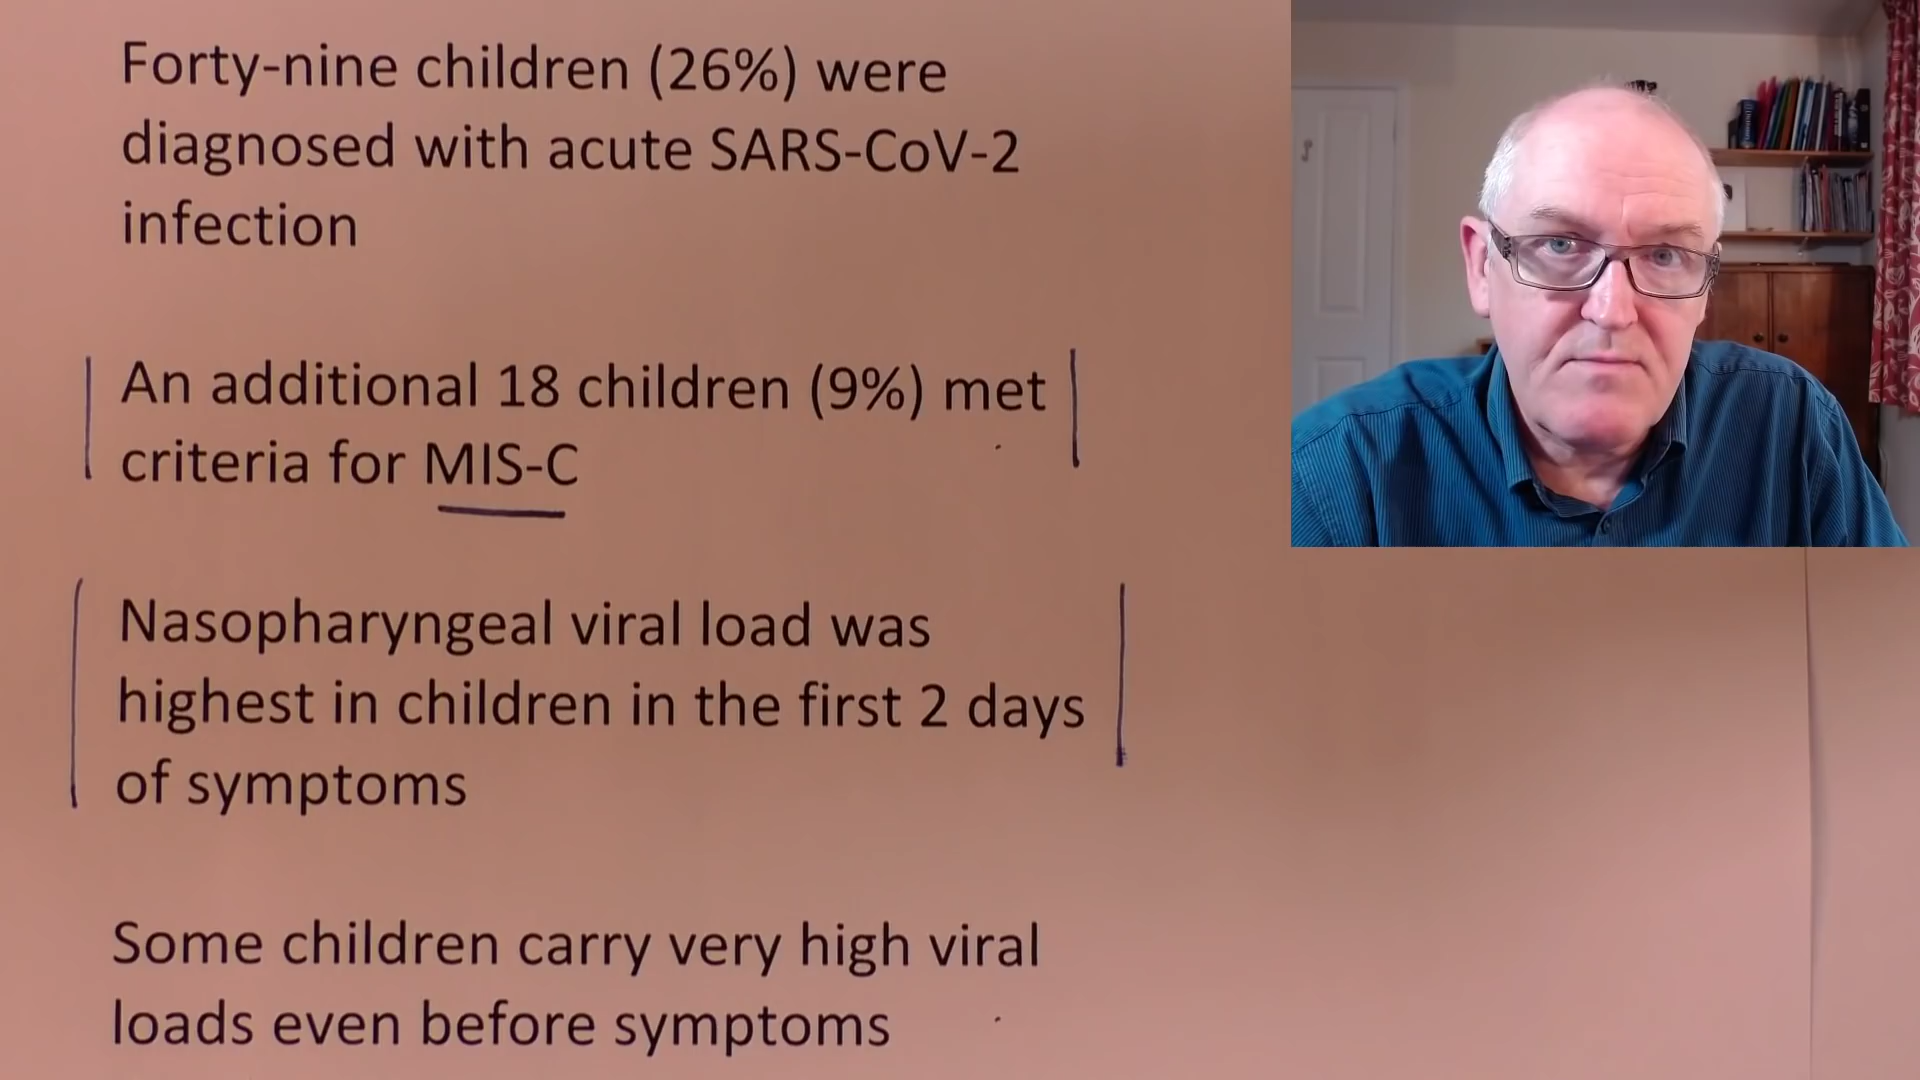 Forty-nine children (26%) were
diagnosed with acute SARS-CoV-2
infection
An additional 18 children (9%) met
criteria for MIS-C
Nasopharyngeal viral load was
highest in children in the first 2 days
of symptoms
Some children carry very high viral
loads even before symptoms